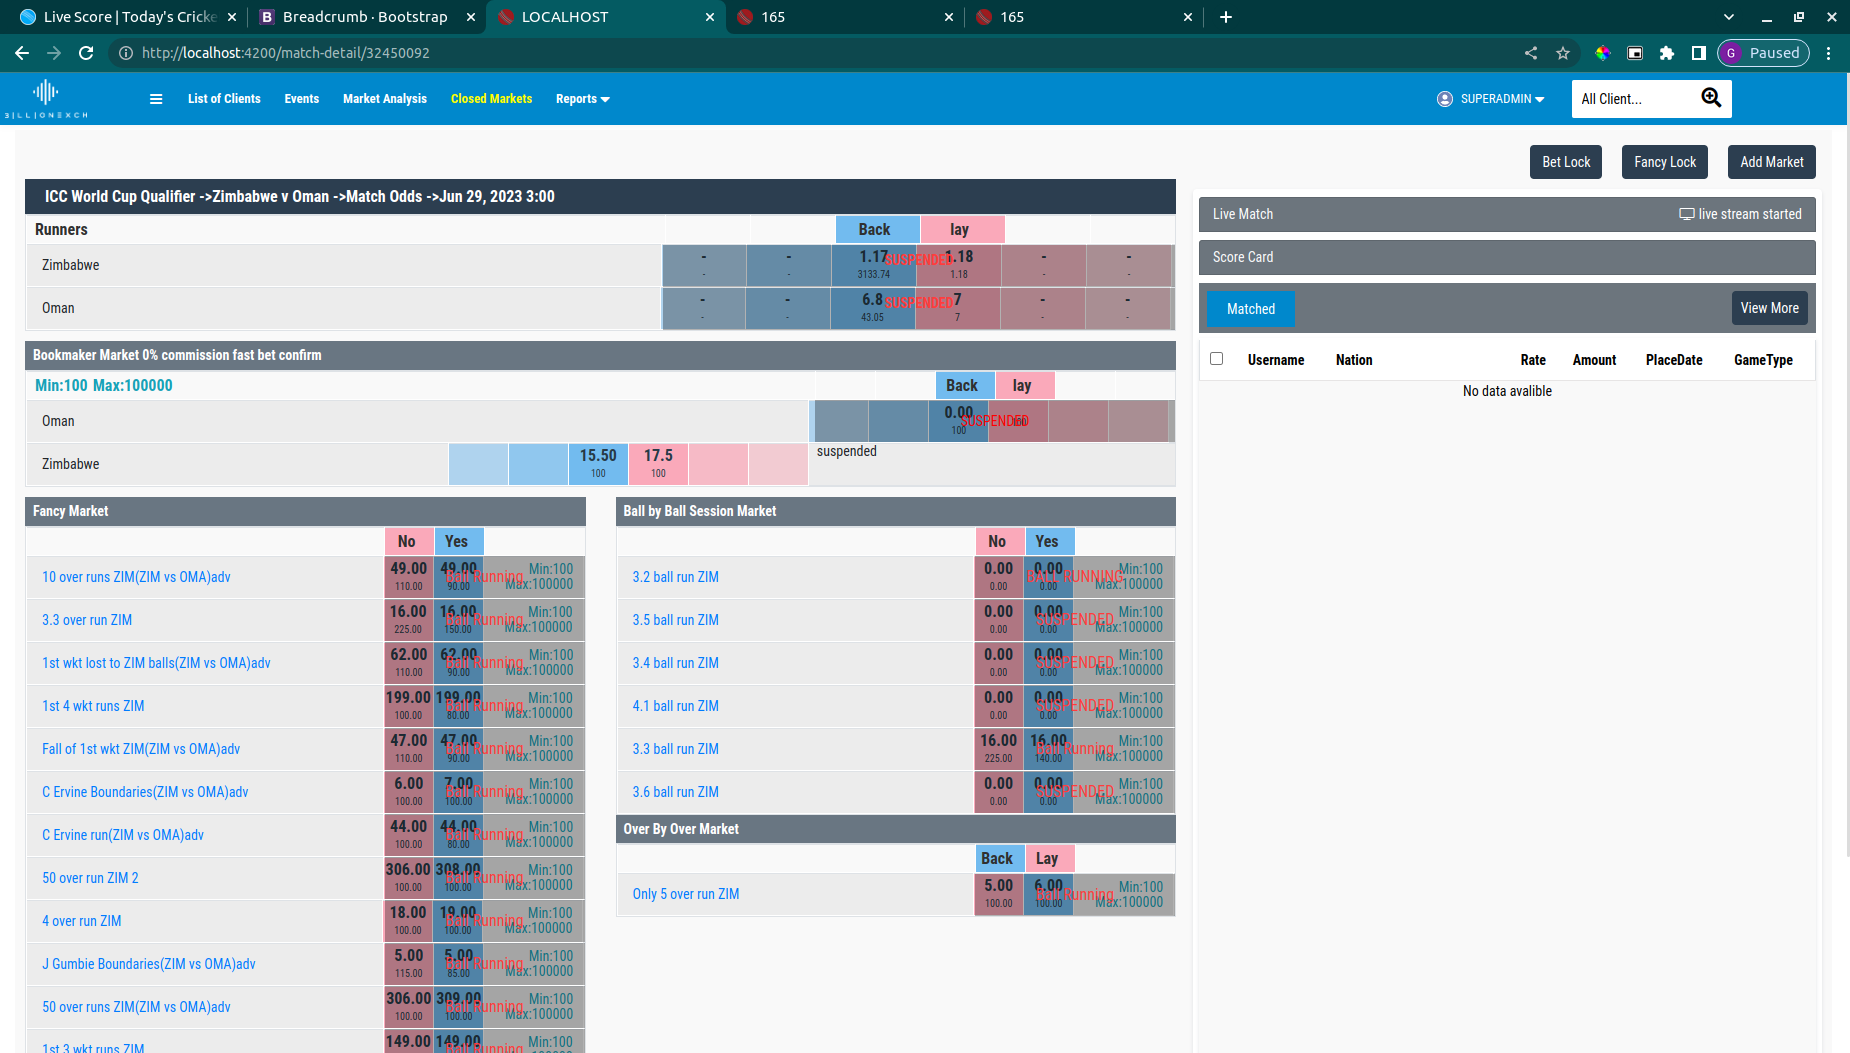 Live Score | Today's Cricke
Breadcrumb · Bootstrap
LOCALHOST
165
165
http://localhost:4200/match-detail/32450092
G Paused
BILLIONEXCH
List of Clients
Events
Market Analysis
Closed Markets
Reports
SUPERADMIN
All Client...
Bet Lock
Fancy Lock
Add Market
ICC World Cup Qualifier ->Zimbabwe v Oman ->Match Odds ->Jun 29, 2023 3:00
Runners Back lay
Zimbabwe - - 1.17 1.18 - -
- - 3133.74 1.18 - -
SUSPENDED
Oman - - 6.8 7 - -
- - 43.05 7 - -
SUSPENDED
Bookmaker Market 0% commission fast bet confirm
Min:100 Max:100000 Back lay
Oman 0.00
100 100
SUSPENDED
Zimbabwe 15.50 17.5
100 100
suspended
Fancy Market
No Yes
10 over runs ZIM(ZIM vs OMA)adv 49.00 49.00 Min:100
110.00 90.00 Max:100000
Ball Running
3.3 over run ZIM 16.00 16.00 Min:100
225.00 150.00 Max:100000
Ball Running
1st wkt lost to ZIM balls(ZIM vs OMA)adv 62.00 62.00 Min:100
110.00 90.00 Max:100000
Ball Running
1st 4 wkt runs ZIM 199.00 199.00 Min:100
100.00 80.00 Max:100000
Ball Running
Fall of 1st wkt ZIM(ZIM vs OMA)adv 47.00 47.00 Min:100
110.00 90.00 Max:100000
Ball Running
C Ervine Boundaries(ZIM vs OMA)adv 6.00 7.00 Min:100
100.00 100.00 Max:100000
Ball Running
C Ervine run(ZIM vs OMA)adv 44.00 44.00 Min:100
100.00 80.00 Max:100000
Ball Running
50 over run ZIM 2 306.00 308.00 Min:100
100.00 100.00 Max:100000
Ball Running
4 over run ZIM 18.00 19.00 Min:100
100.00 100.00 Max:100000
Ball Running
J Gumbie Boundaries(ZIM vs OMA)adv 5.00 5.00 Min:100
115.00 85.00 Max:100000
Ball Running
50 over runs ZIM(ZIM vs OMA)adv 306.00 309.00 Min:100
100.00 100.00 Max:100000
Ball Running
1st 3 wkt runs ZIM 149.00 149.00 Min:100
Ball Running
Ball by Ball Session Market
No Yes
3.2 ball run ZIM 0.00 0.00 Min:100
0.00 0.00 Max:100000
BALL RUNNING
3.5 ball run ZIM 0.00 0.00 Min:100
0.00 0.00 Max:100000
SUSPENDED
3.4 ball run ZIM 0.00 0.00 Min:100
0.00 0.00 Max:100000
SUSPENDED
4.1 ball run ZIM 0.00 0.00 Min:100
0.00 0.00 Max:100000
SUSPENDED
3.3 ball run ZIM 16.00 16.00 Min:100
225.00 140.00 Max:100000
Ball Running
3.6 ball run ZIM 0.00 0.00 Min:100
0.00 0.00 Max:100000
SUSPENDED
Over By Over Market
Back Lay
Only 5 over run ZIM 5.00 6.00 Min:100
100.00 100.00 Max:100000
Ball Running
Live Match live stream started
Score Card
Matched View More
Username Nation Rate Amount PlaceDate GameType
No data avalible